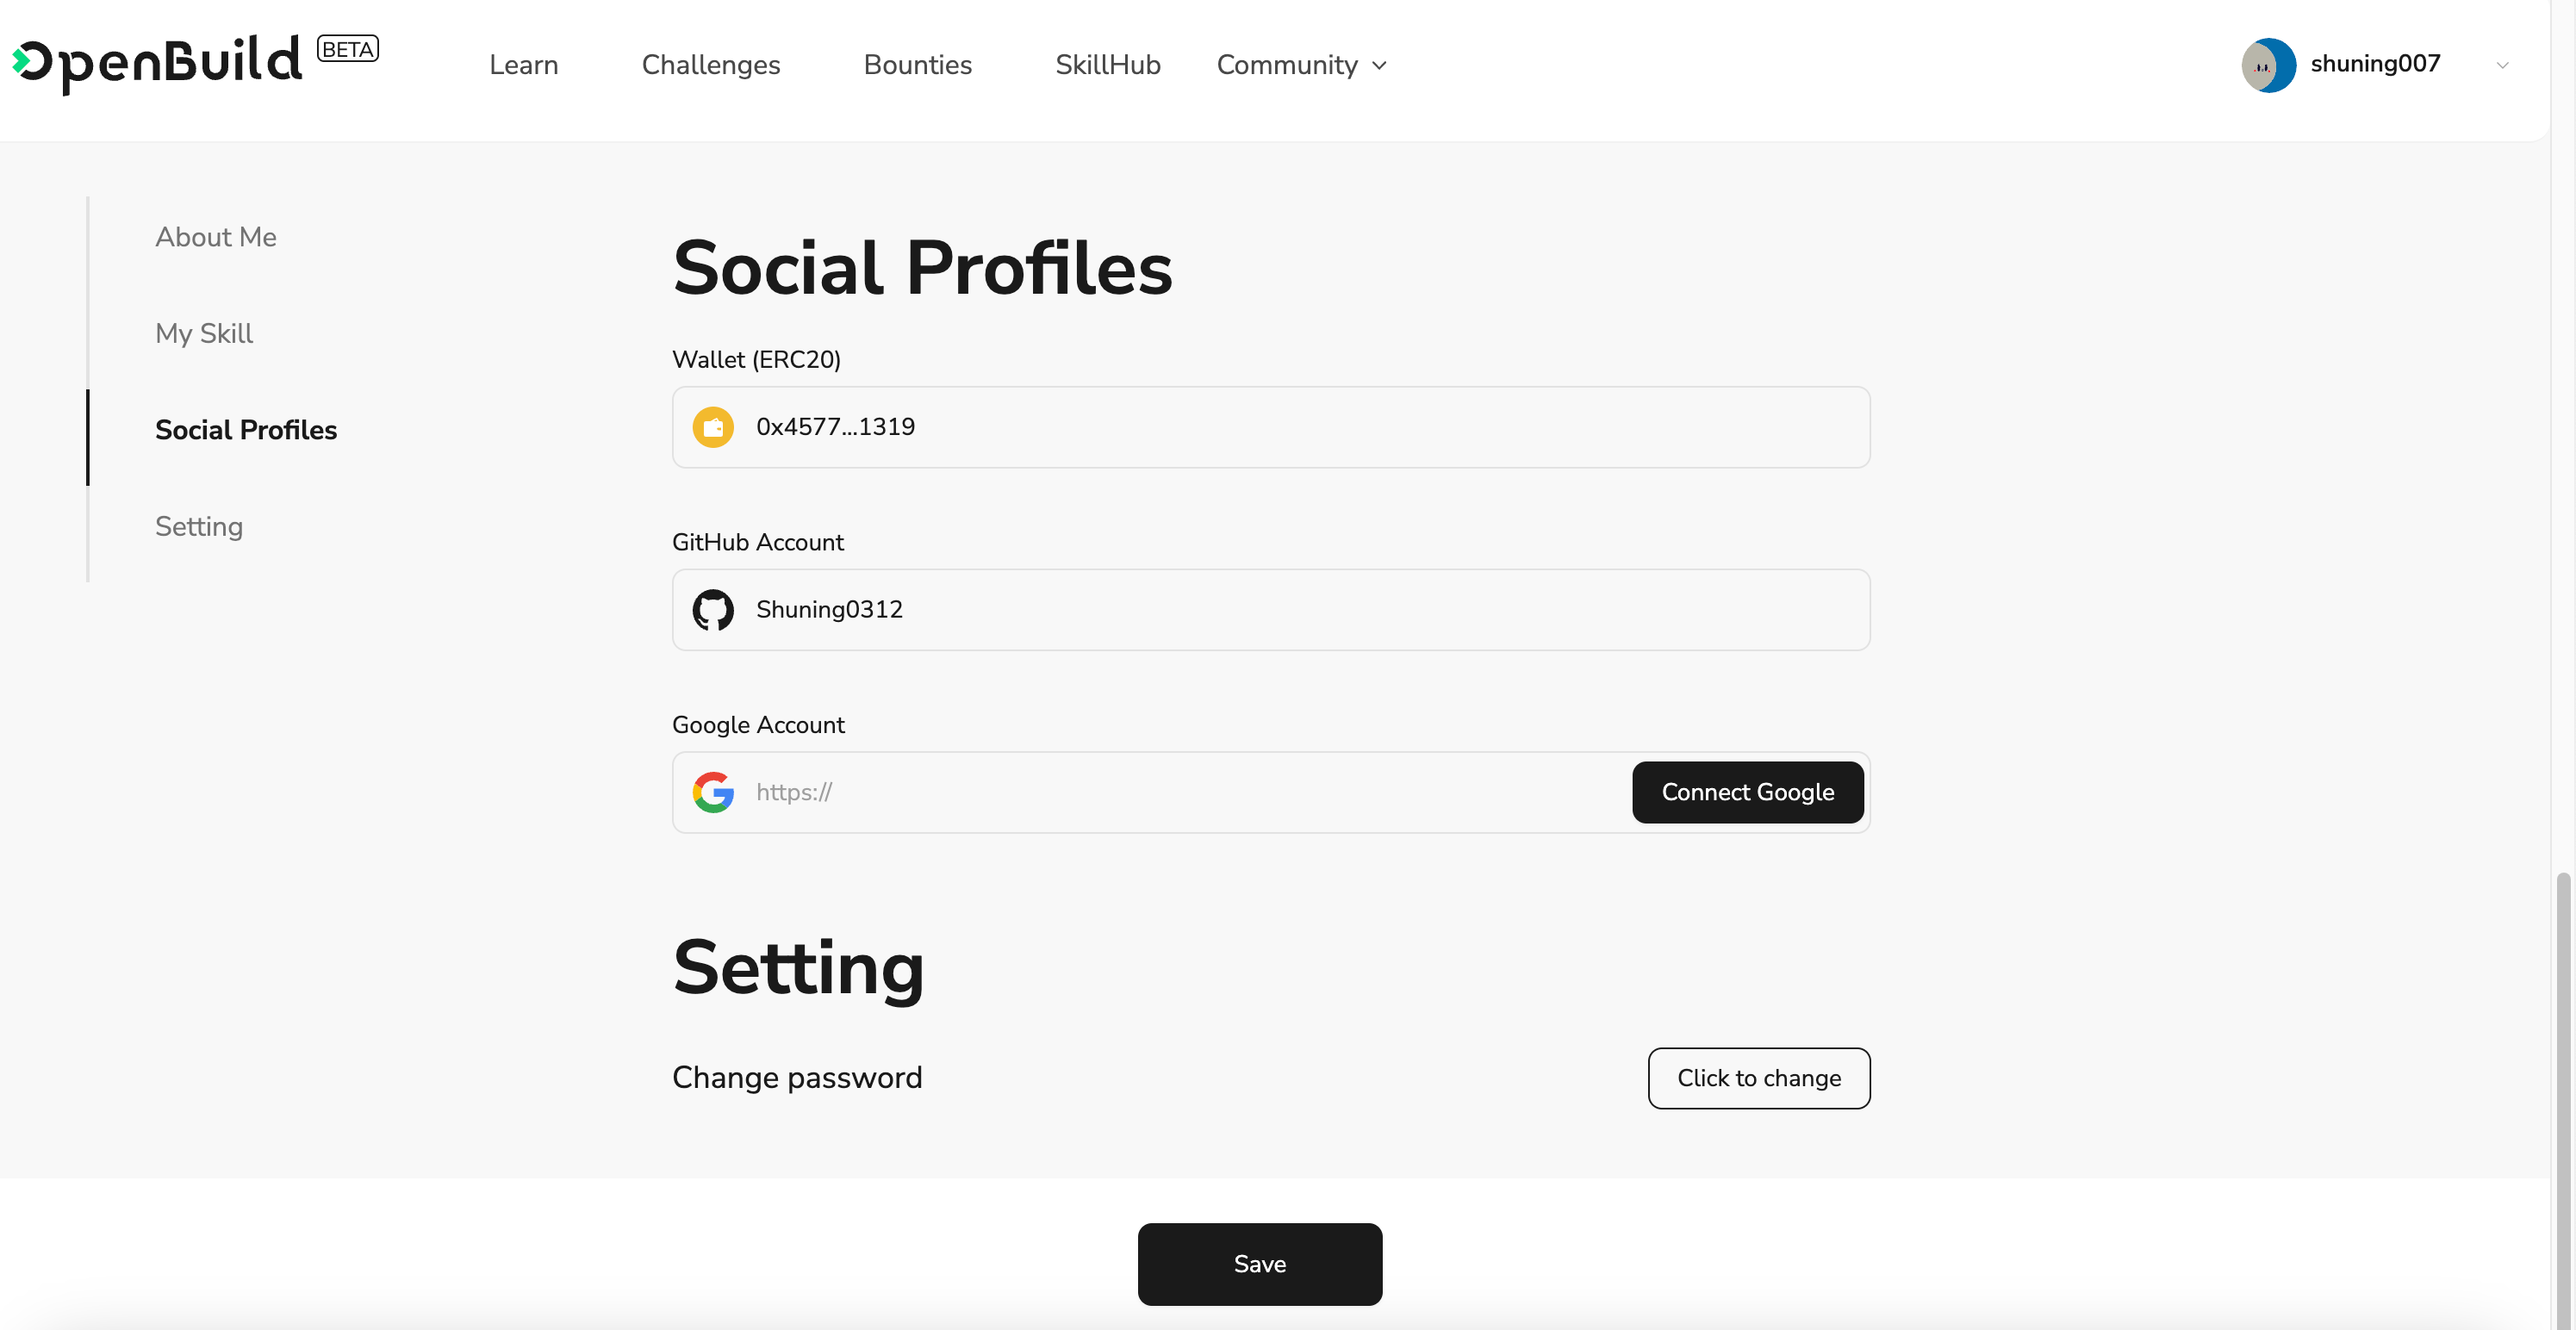 OpenBuild BETA
Learn Challenges Bounties SkillHub Community
shuning007
About Me
My Skill
Social Profiles
Setting
Social Profiles
Wallet (ERC20)
0x4577...1319
GitHub Account
Shuning0312
Google Account
https://
Connect Google
Setting
Change password
Click to change
Save